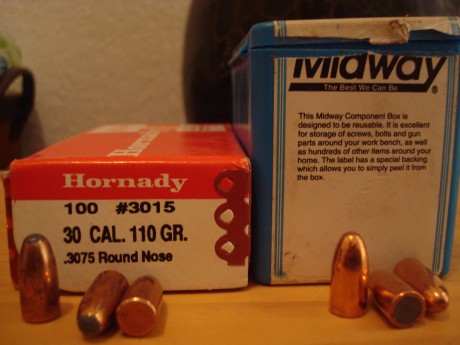 Hornady
100 #3015
30 CAL. 110 GR.
.3075 Round Nose
Midway
The Best We Can Be
®
This Midway Component Box is
designed to be reusable. It is excellent
for storage of screws, bolts and gun
parts around your work bench, as well
as hundreds of other items around your
home. The label has a special backing
which allows you to simply peel it from
the box.